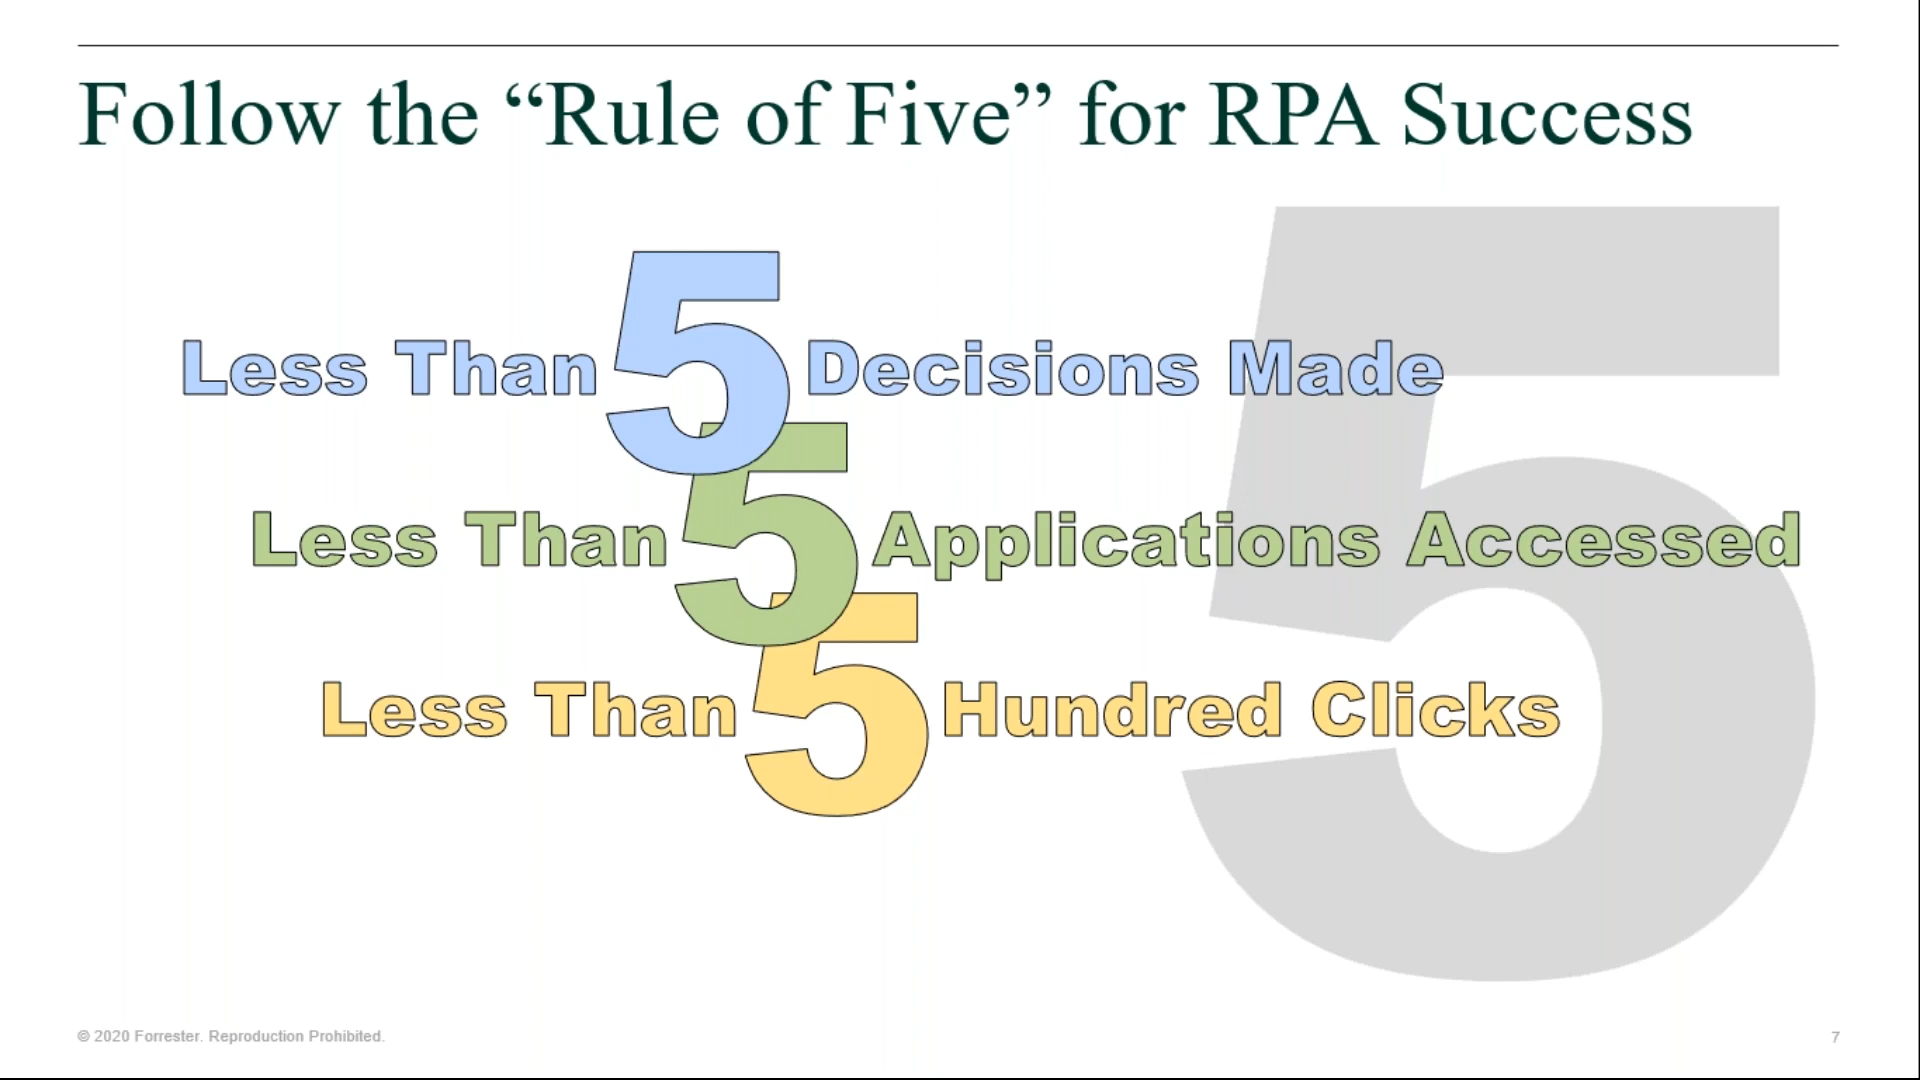 Follow the “Rule of Five” for RPA Success
Less Than 5 Decisions Made
Less Than 5 Applications Accessed
Less Than 5 Hundred Clicks
5
© 2020 Forrester. Reproduction Prohibited.
7